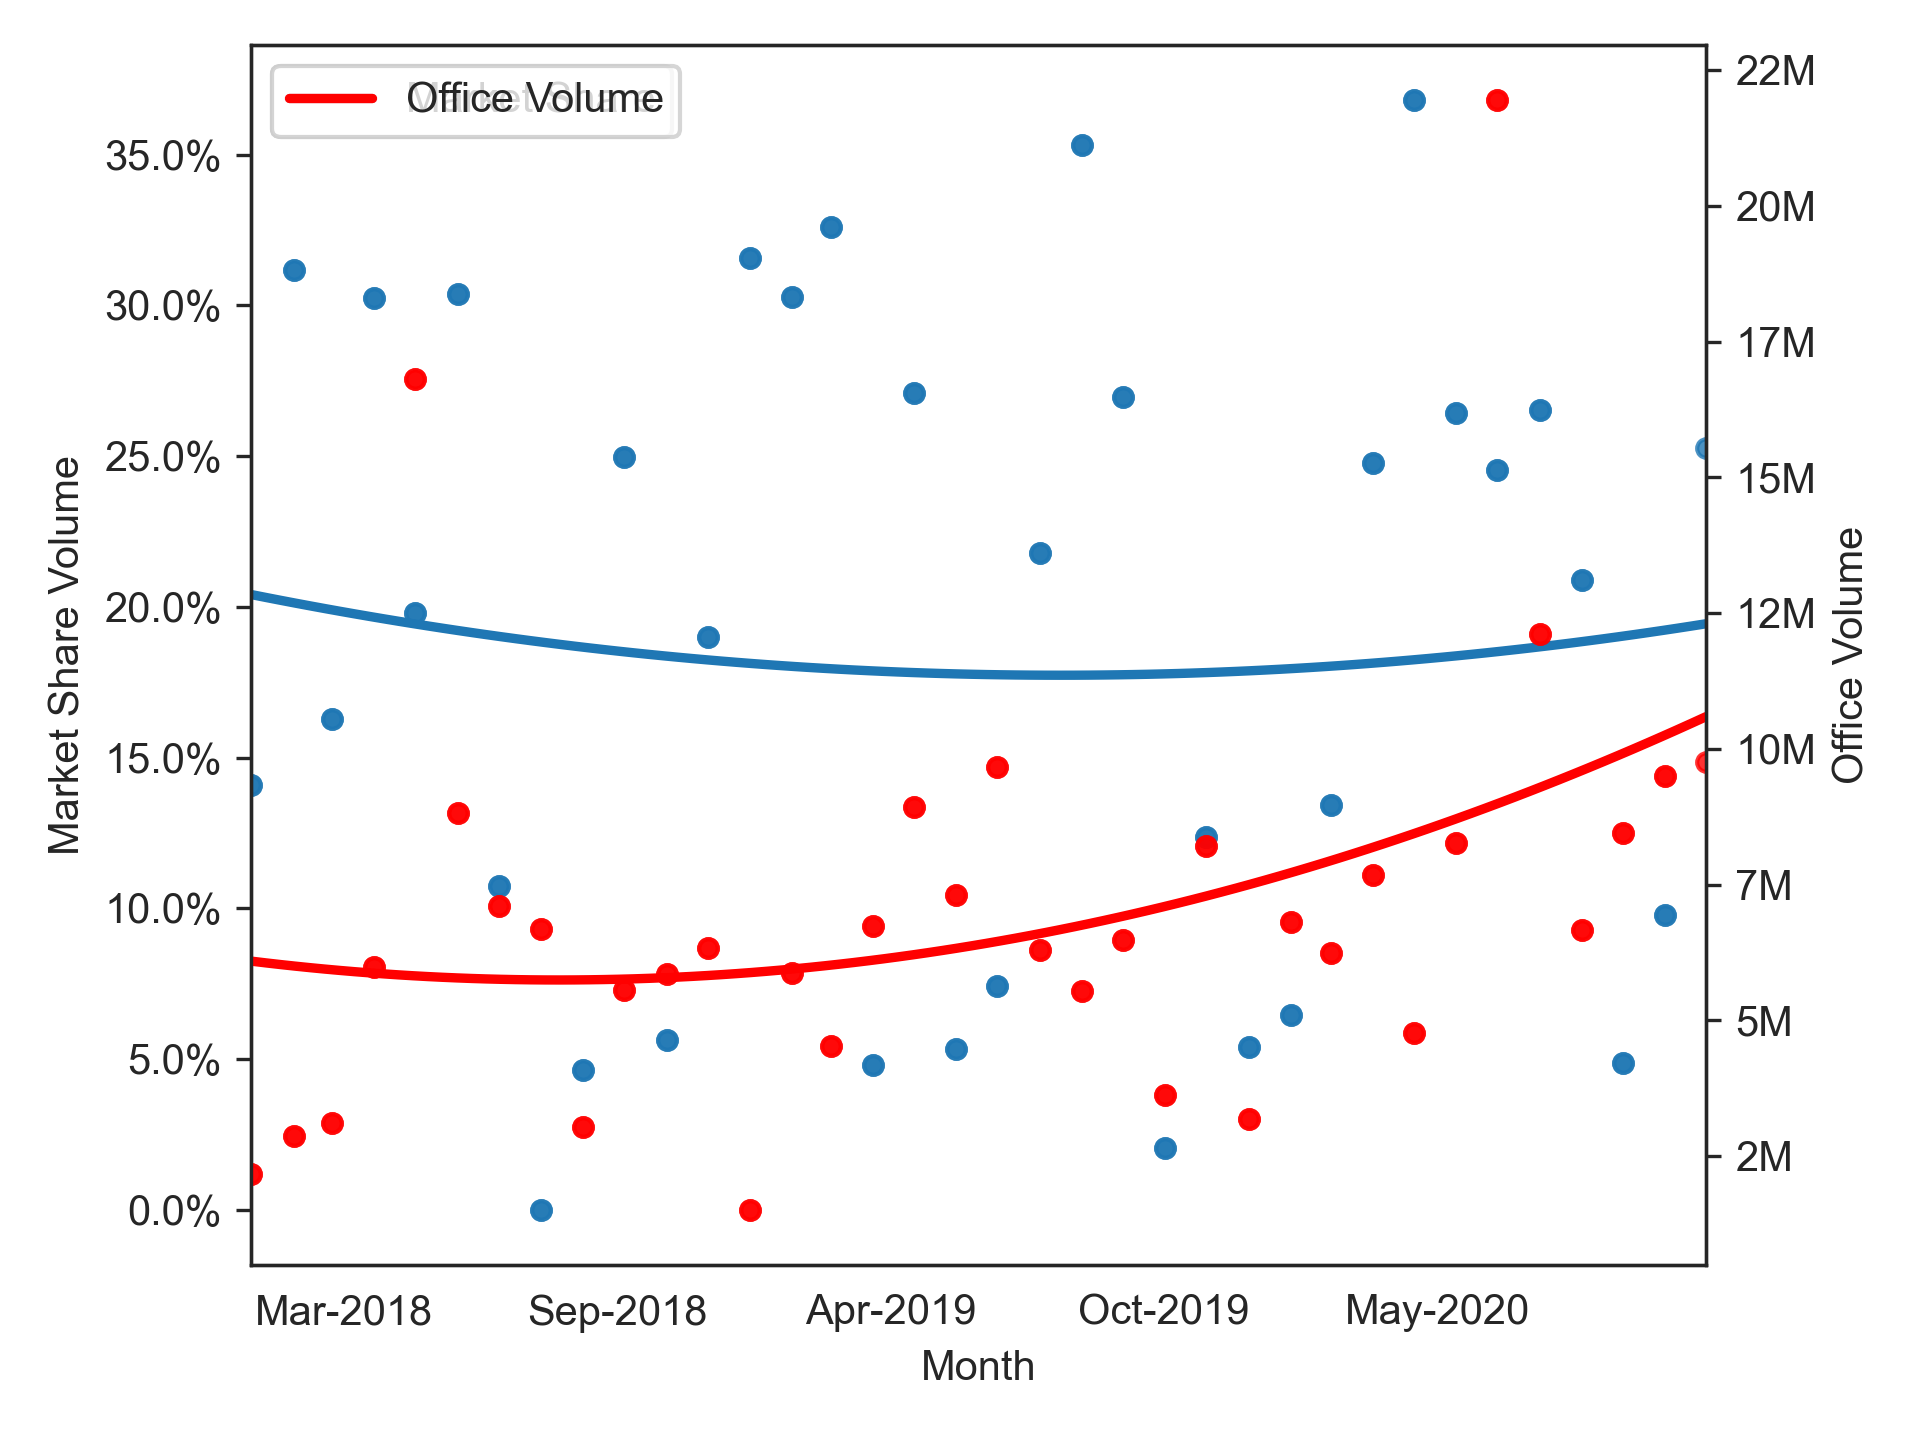 Market Share
Office Volume
35.0%
30.0%
25.0%
20.0%
15.0%
10.0%
5.0%
0.0%
Market Share Volume
22M
20M
17M
15M
12M
10M
7M
5M
2M
Office Volume
Mar-2018 Sep-2018 Apr-2019 Oct-2019 May-2020
Month